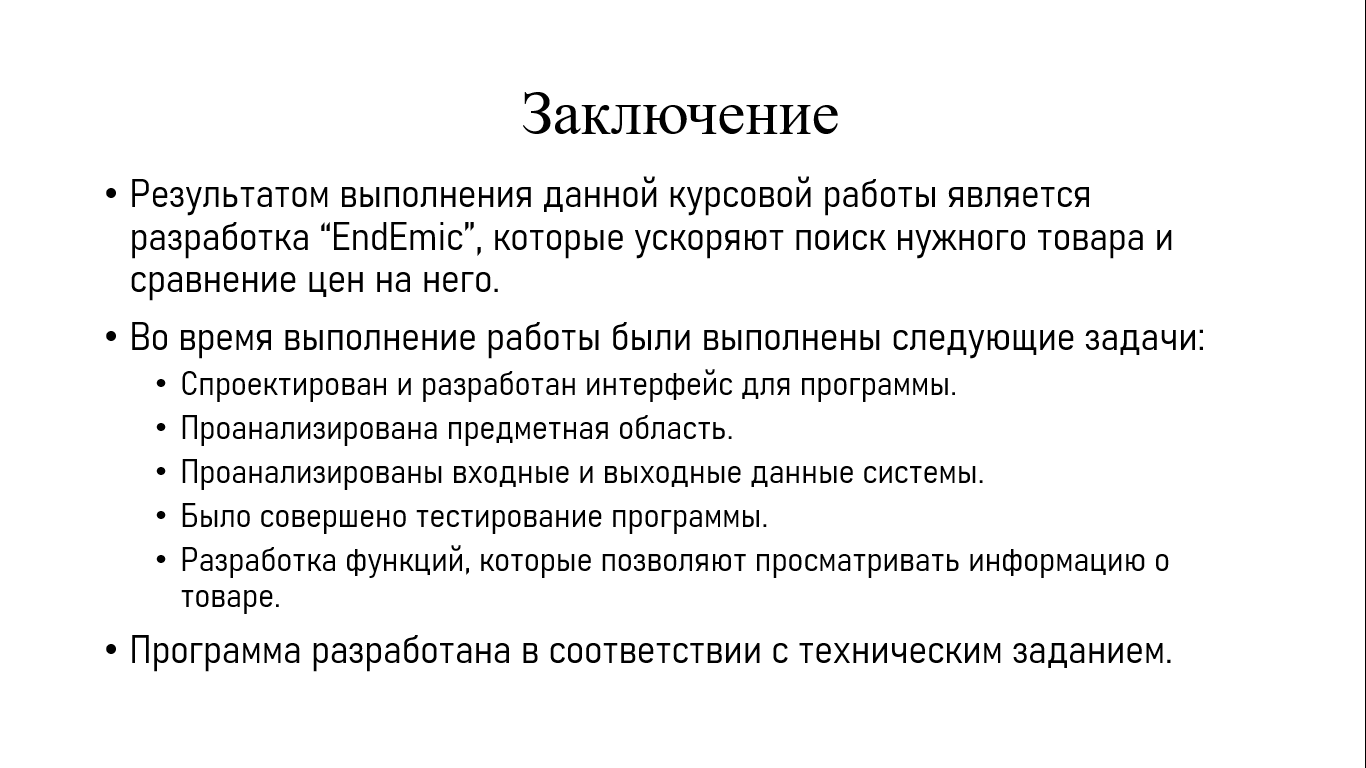 Заключение
• Результатом выполнения данной курсовой работы является
разработка “EndEmic”, которые ускоряют поиск нужного товара и
сравнение цен на него.
• Во время выполнение работы были выполнены следующие задачи:
• Спроектирован и разработан интерфейс для программы.
• Проанализирована предметная область.
• Проанализированы входные и выходные данные системы.
• Было совершено тестирование программы.
• Разработка функций, которые позволяют просматривать информацию о
товаре.
• Программа разработана в соответствии с техническим заданием.